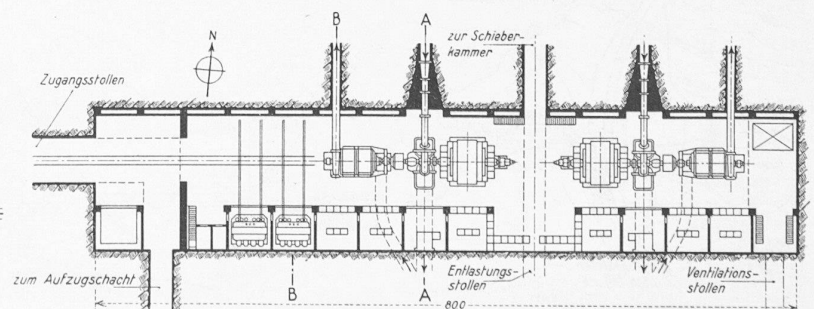 B
A
zur Schieber-
kammer
N
Zugangsstollen
zum Aufzugschacht
B
A
Entlastungs-
stollen
Ventilations-
stollen
800